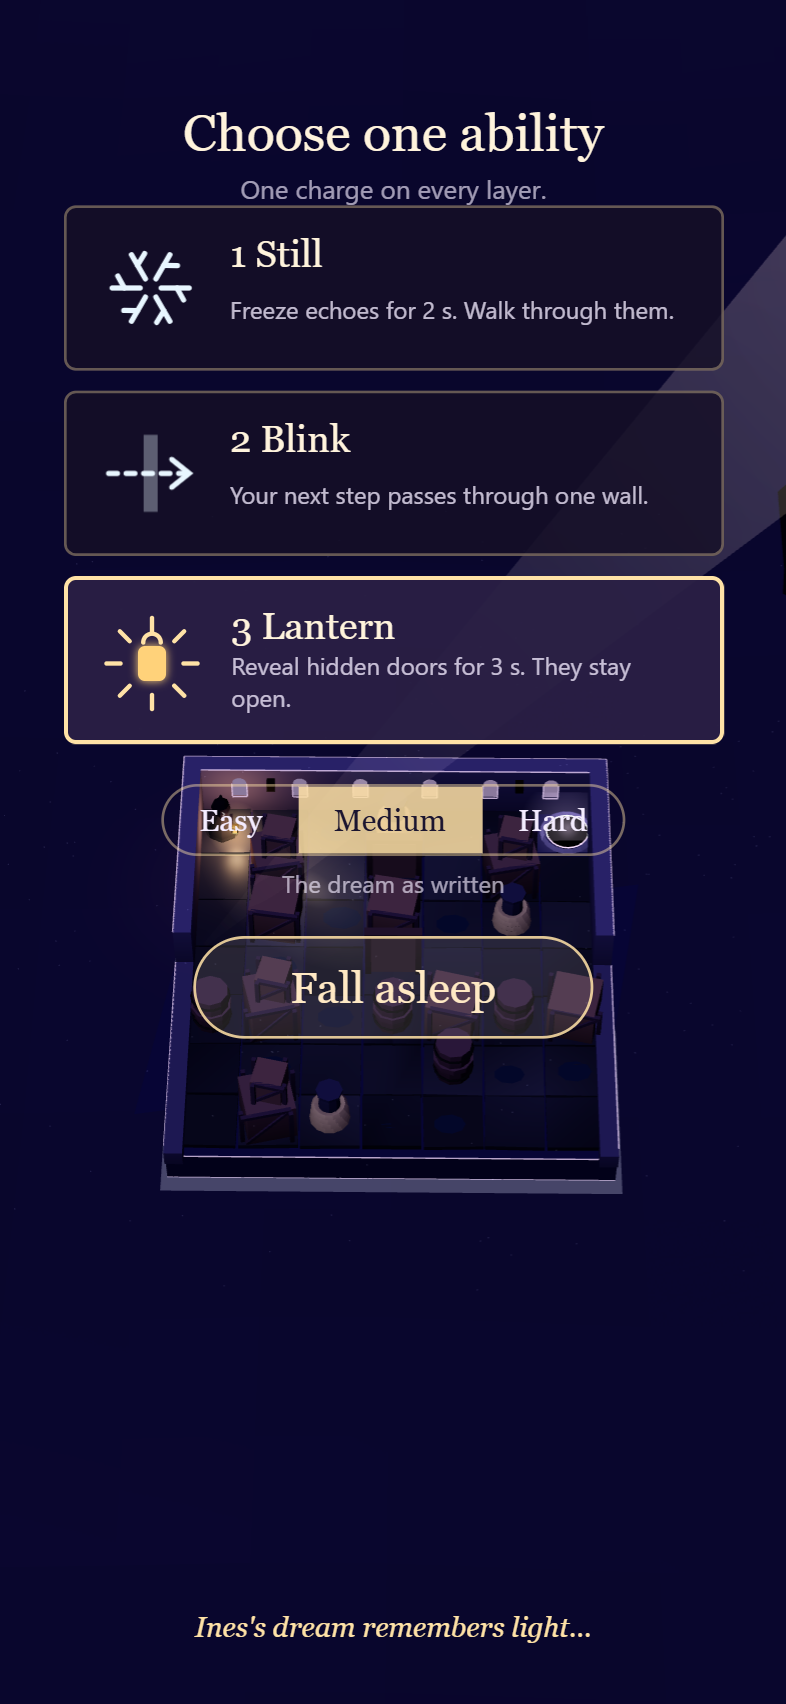 Choose one ability
One charge on every layer.
1 Still
Freeze echoes for 2 s. Walk through them.
2 Blink
Your next step passes through one wall.
3 Lantern
Reveal hidden doors for 3 s. They stay
open.
Easy Medium Hard
The dream as written
Fall asleep
Ines's dream remembers light...